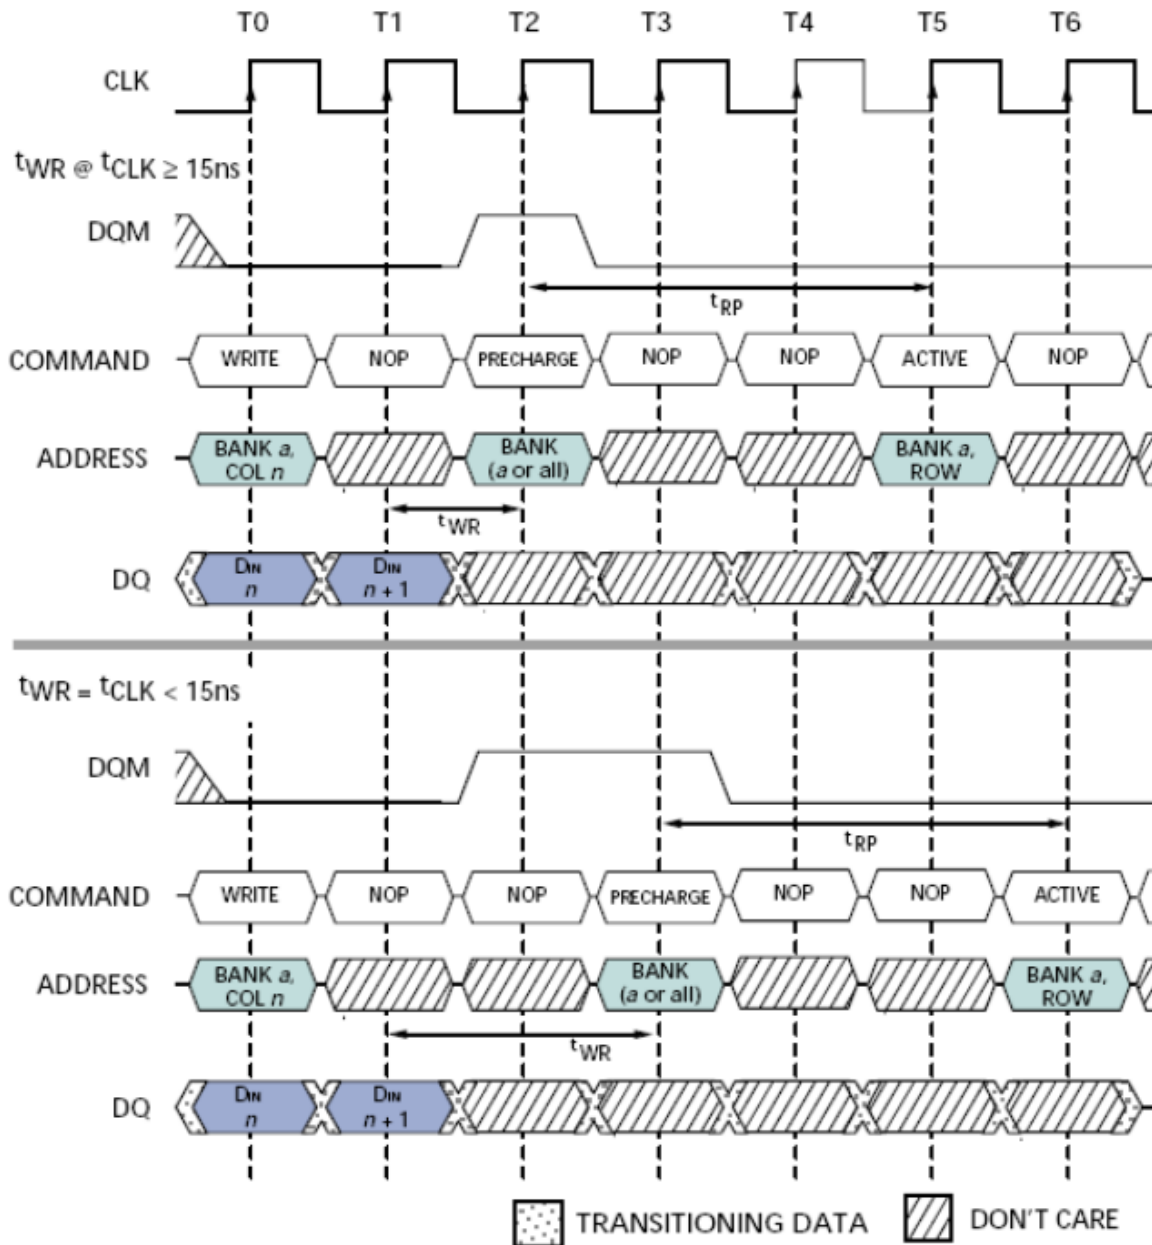 T0 T1 T2 T3 T4 T5 T6
CLK
tWR @ tCLK ≥ 15ns
DQM
tRP
COMMAND WRITE NOP PRECHARGE NOP NOP ACTIVE NOP
ADDRESS BANK a, COL n BANK (a or all) BANK a, ROW
tWR
DQ DIN n DIN n + 1
tWR = tCLK < 15ns
DQM
tRP
COMMAND WRITE NOP NOP PRECHARGE NOP NOP ACTIVE
ADDRESS BANK a, COL n BANK (a or all) BANK a, ROW
tWR
DQ DIN n DIN n + 1
TRANSITIONING DATA DON'T CARE